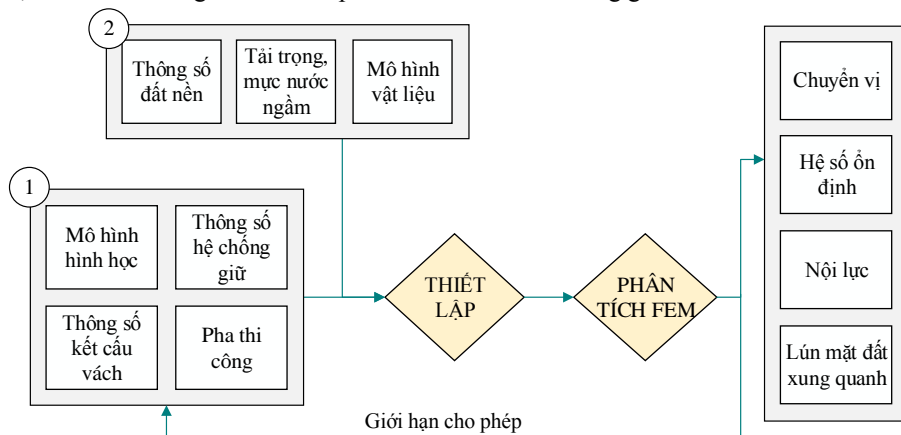 2
Thông số
đất nền
Tải trọng,
mực nước
ngầm
Mô hình
vật liệu
1
Mô hình
hình học
Thông số
hệ chống
giữ
Thông số
kết cấu
vách
Pha thi
công
THIẾT
LẬP
PHÂN
TÍCH FEM
Chuyển vị
Hệ số ổn
định
Nội lực
Lún mặt đất
xung quanh
Giới hạn cho phép